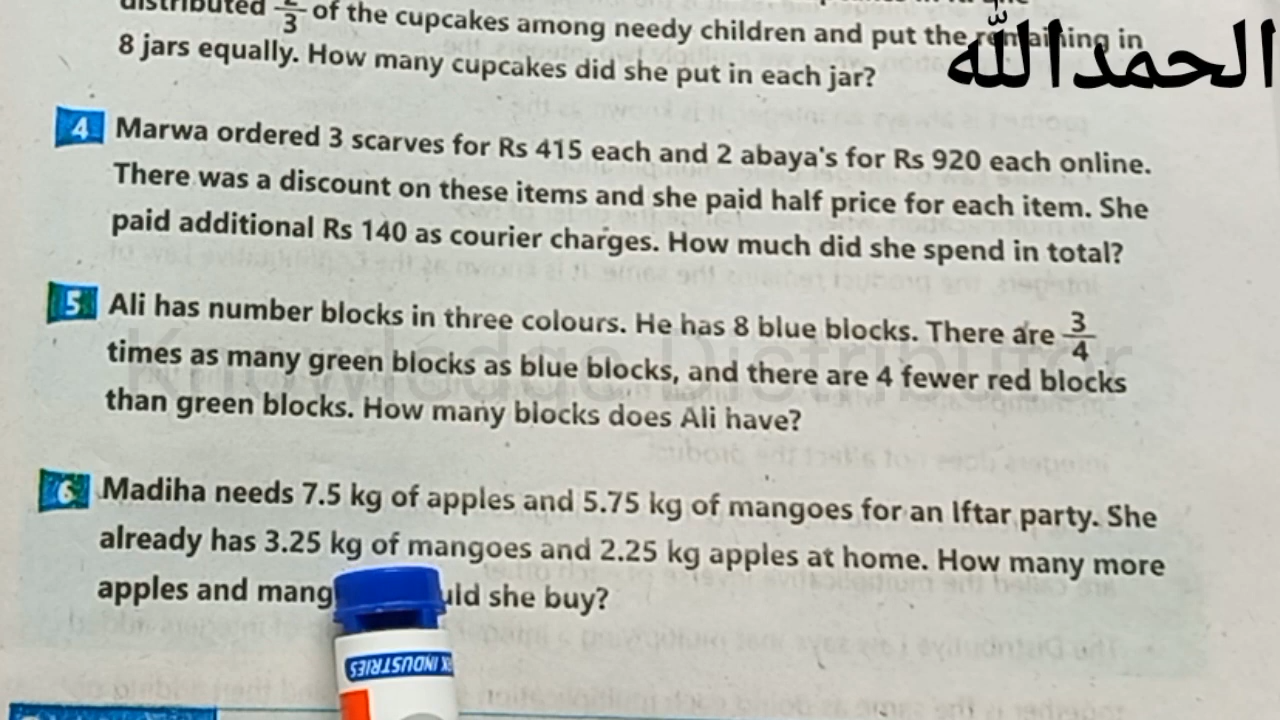 distributed 2/3 of the cupcakes among needy children and put the remaining in
8 jars equally. How many cupcakes did she put in each jar?
الحمدالله
4 Marwa ordered 3 scarves for Rs 415 each and 2 abaya's for Rs 920 each online.
There was a discount on these items and she paid half price for each item. She
paid additional Rs 140 as courier charges. How much did she spend in total?
5 Ali has number blocks in three colours. He has 8 blue blocks. There are 3/4
times as many green blocks as blue blocks, and there are 4 fewer red blocks
than green blocks. How many blocks does Ali have?
Knowledge Distributor
6 Madiha needs 7.5 kg of apples and 5.75 kg of mangoes for an Iftar party. She
already has 3.25 kg of mangoes and 2.25 kg apples at home. How many more
apples and mang uld she buy?
INDUSTRIES